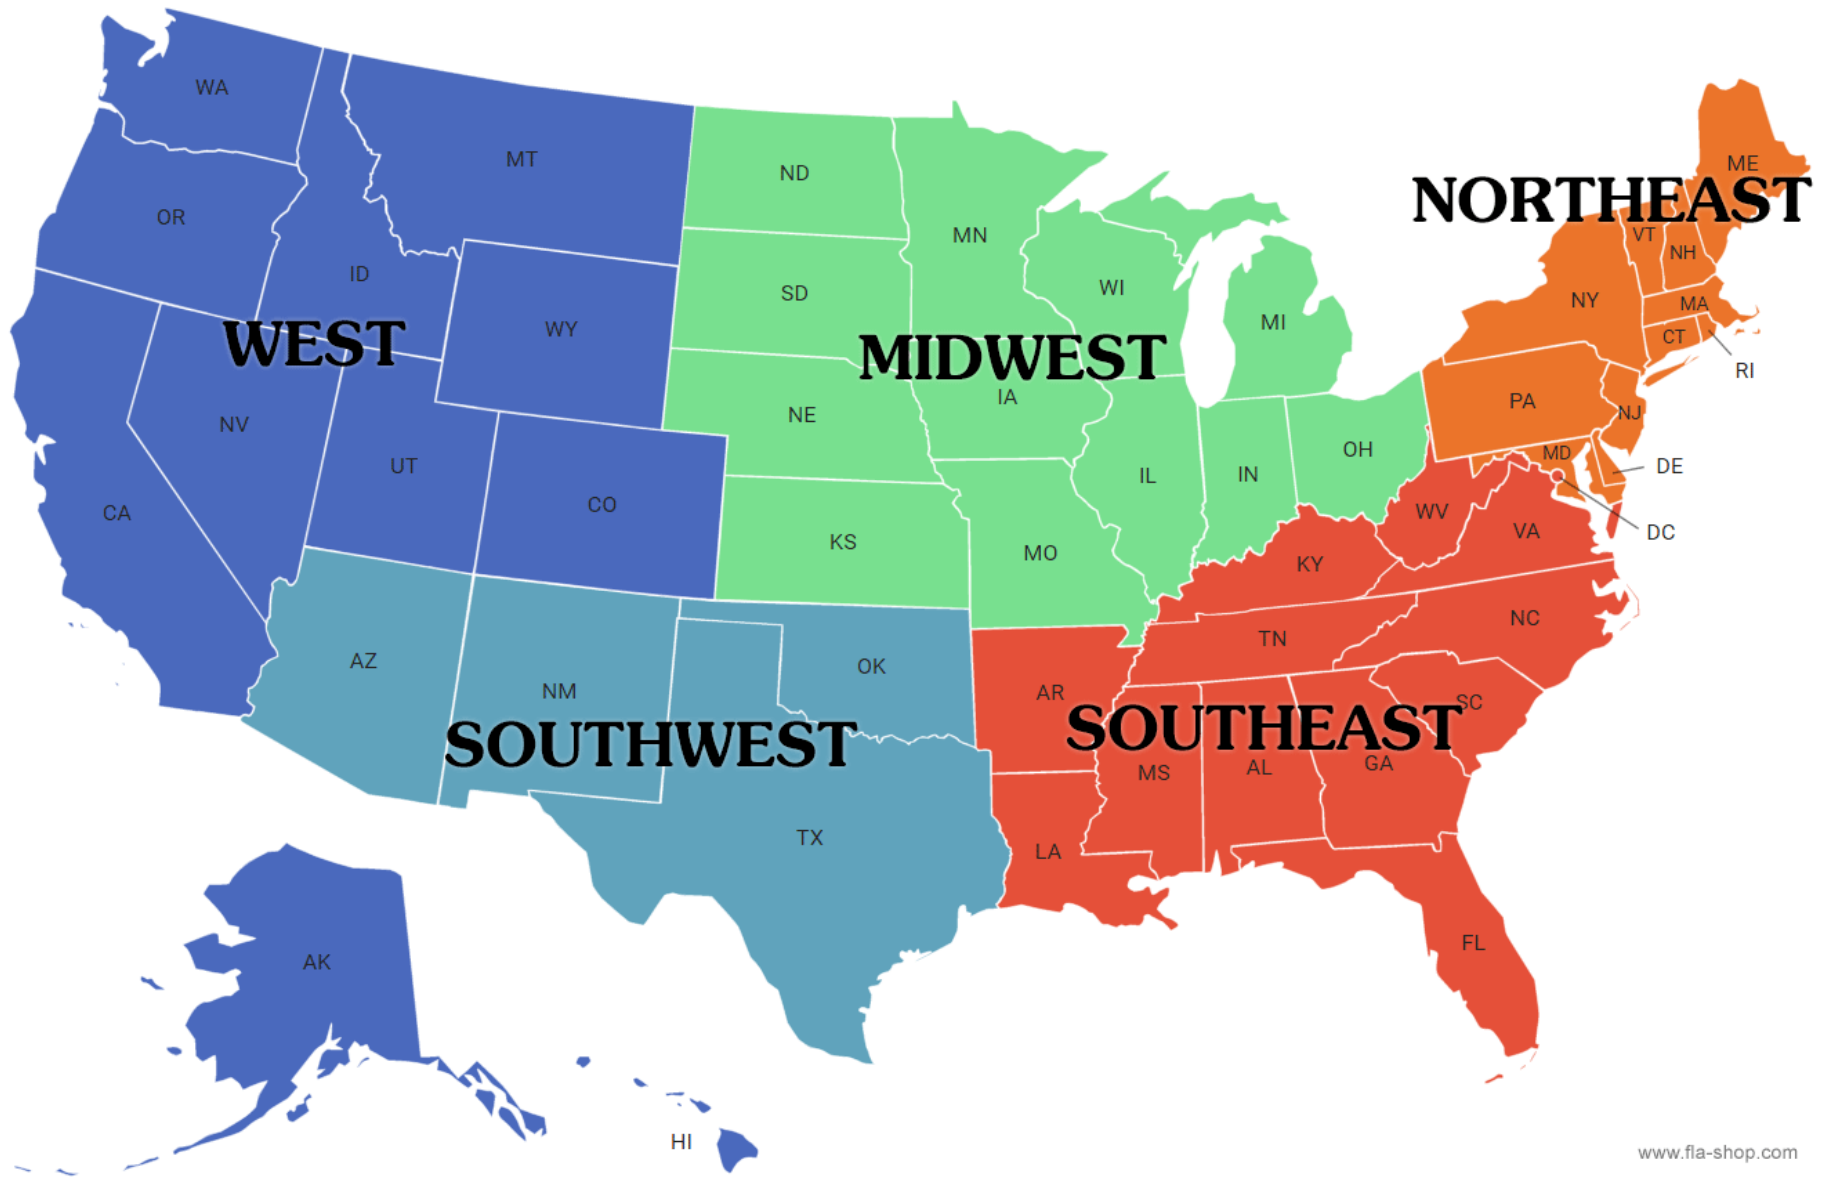 WA
MT
ND
ME
NORTHEAST
OR
MN
VT
NH
ID
SD
WI
NY
MA
WY
MI
CT
WEST
MIDWEST
RI
NV
NE
IA
PA
NJ
UT
OH
MD
DE
CA
CO
IL
IN
WV
VA
DC
KS
MO
KY
NC
AZ
NM
OK
TN
AR
SC
SOUTHWEST
SOUTHEAST
MS
AL
GA
TX
LA
FL
AK
HI
www.fla-shop.com